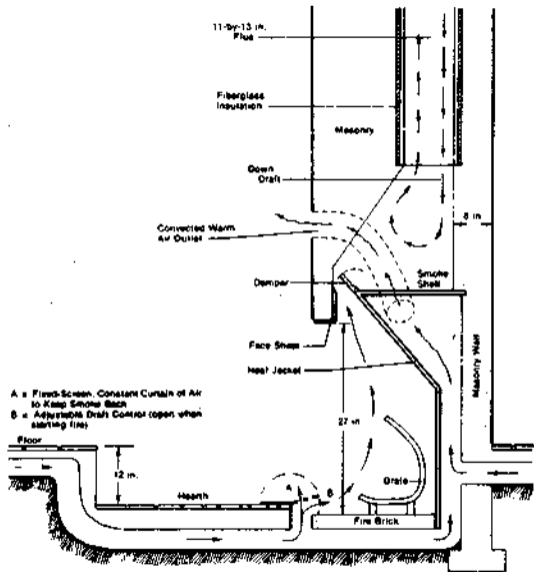 11-by-13 in.
Flue
Fiberglass
Insulation
Masonry
Down
Draft
8 in
Convected Warm
Air Outlet
Smoke
Shelf
Damper
Face Shape
Heat Jacket
Masonry Wall
A = Fixed-Screen, Constant Curtain of Air
to Keep Smoke Back
B = Adjustable Draft Control (open when
starting fire)
Floor
27 in
12 in.
A
B
Hearth
Grate
Fire Brick